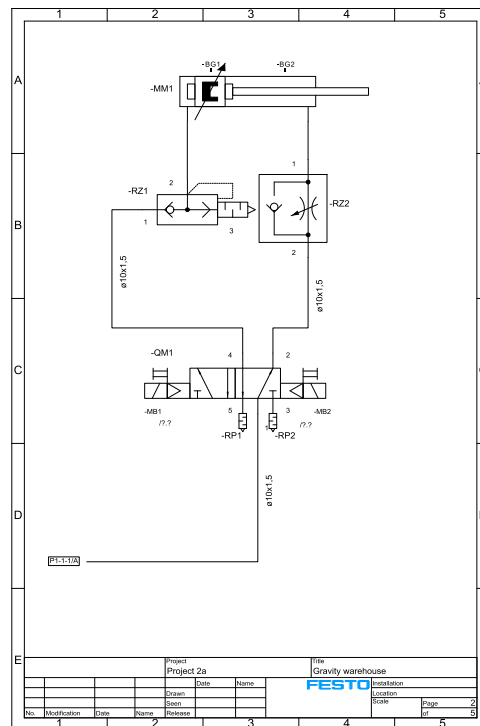 1 2 3 4 5
A
-BG1 -BG2
-MM1
B
2
-RZ1
1
3
1
-RZ2
2
ø10x1,5
ø10x1,5
C
-QM1
4 2
-MB1
5
3
-MB2
/?.?
/?.?
-RP1
1
-RP2
ø10x1,5
D
P1-1-1/A
E
Project
Project 2a
Title
Gravity warehouse
Date Name
FESTO
Installation
Drawn
Location
Seen
Scale
Page 2
No. Modification Date Name Release
of 5
1 2 3 4 5